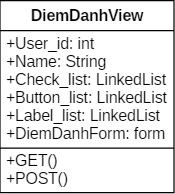 DiemDanhView
+User_id: int
+Name: String
+Check_list: LinkedList
+Button_list: LinkedList
+Label_list: LinkedList
+DiemDanhForm: form
+GET()
+POST()